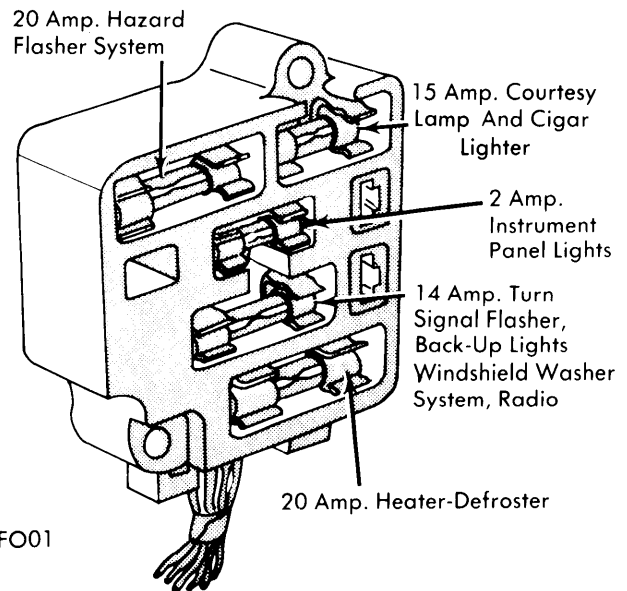 20 Amp. Hazard
Flasher System
15 Amp. Courtesy
Lamp And Cigar
Lighter
2 Amp.
Instrument
Panel Lights
14 Amp. Turn
Signal Flasher,
Back-Up Lights
Windshield Washer
System, Radio
20 Amp. Heater-Defroster
FO01